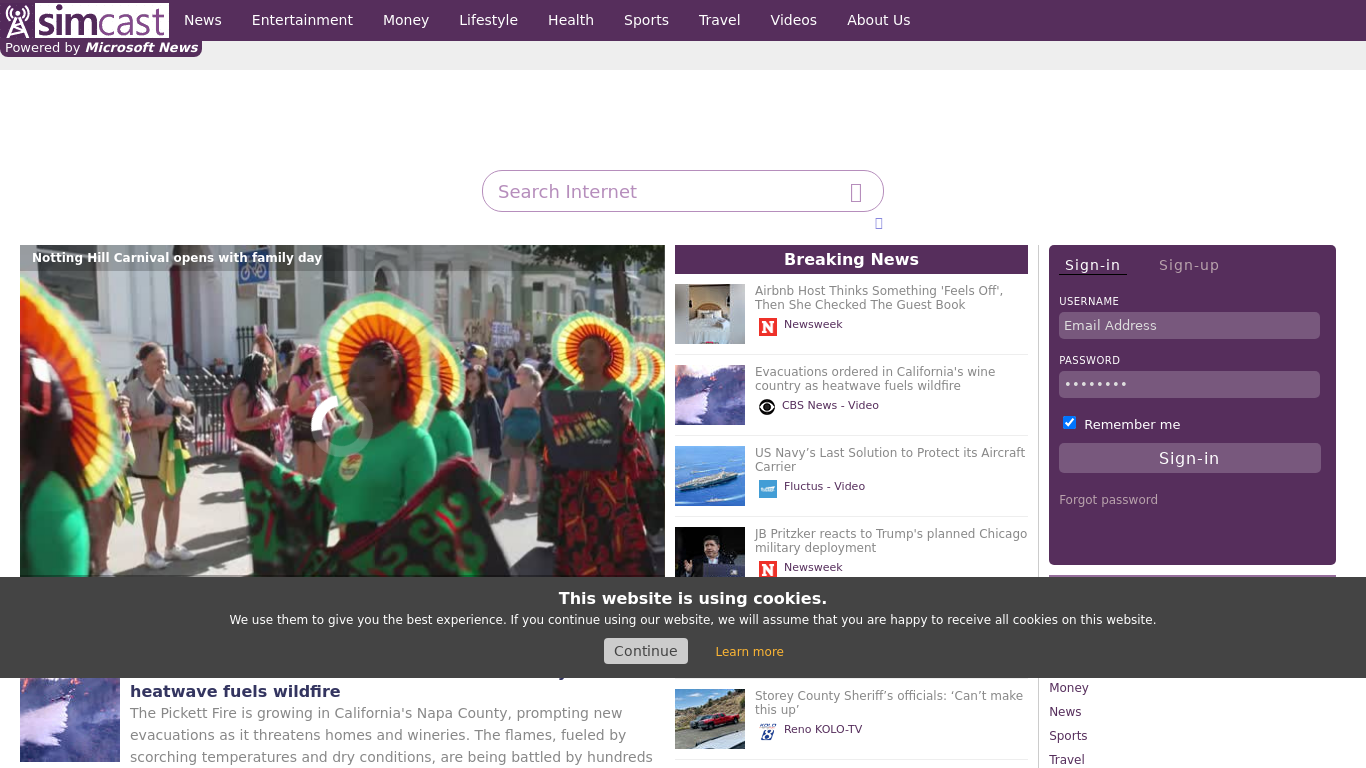 simcast
News
Entertainment
Money
Lifestyle
Health
Sports
Travel
Videos
About Us
Powered by Microsoft News
Search Internet
Notting Hill Carnival opens with family day
Breaking News
Airbnb Host Thinks Something 'Feels Off',
Then She Checked The Guest Book
Newsweek
Evacuations ordered in California's wine
country as heatwave fuels wildfire
CBS News - Video
US Navy’s Last Solution to Protect its Aircraft
Carrier
Fluctus - Video
JB Pritzker reacts to Trump's planned Chicago
military deployment
Newsweek
Storey County Sheriff’s officials: ‘Can’t make
this up’
Reno KOLO-TV
Sign-in
Sign-up
USERNAME
Email Address
PASSWORD
Remember me
Sign-in
Forgot password
This website is using cookies.
We use them to give you the best experience. If you continue using our website, we will assume that you are happy to receive all cookies on this website.
Continue
Learn more
heatwave fuels wildfire
The Pickett Fire is growing in California's Napa County, prompting new
evacuations as it threatens homes and wineries. The flames, fueled by
scorching temperatures and dry conditions, are being battled by hundreds
Money
News
Sports
Travel